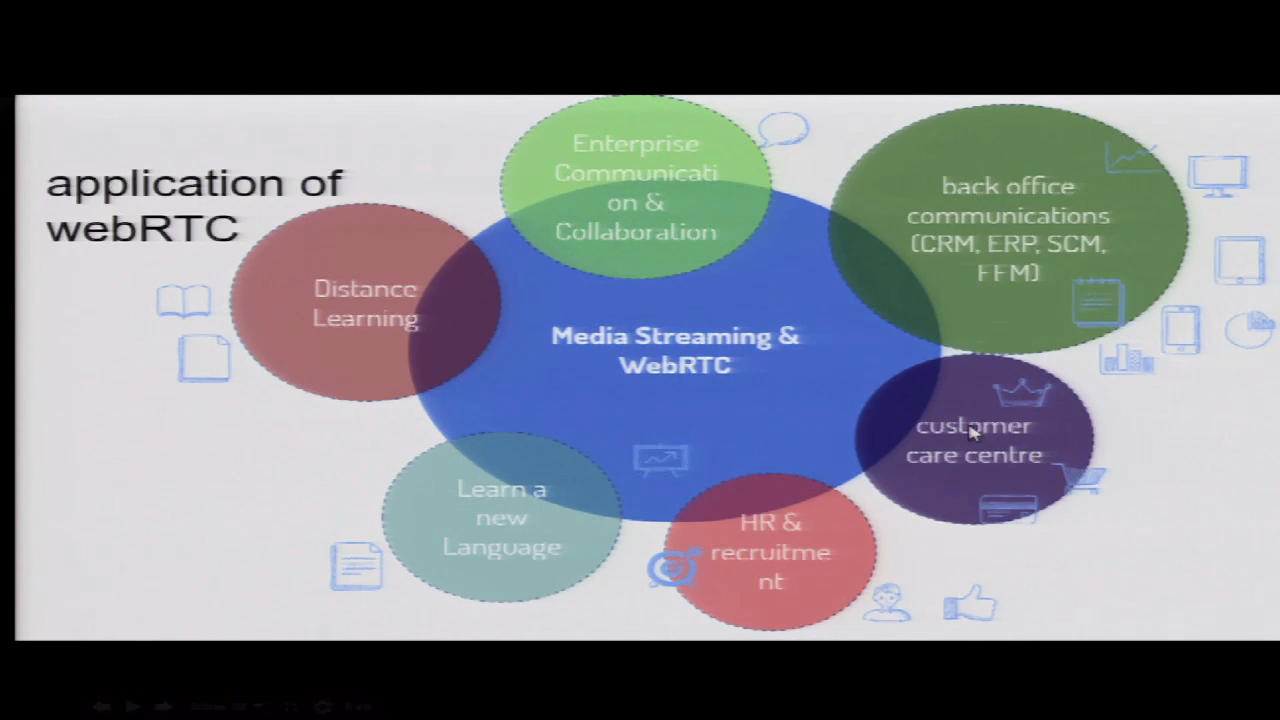 application of
webRTC
Enterprise
Communicati
on &
Collaboration
back office
communications
(CRM, ERP, SCM,
FFM)
Distance
Learning
Media Streaming &
WebRTC
customer
care centre
Learn a
new
Language
HR &
recruitme
nt